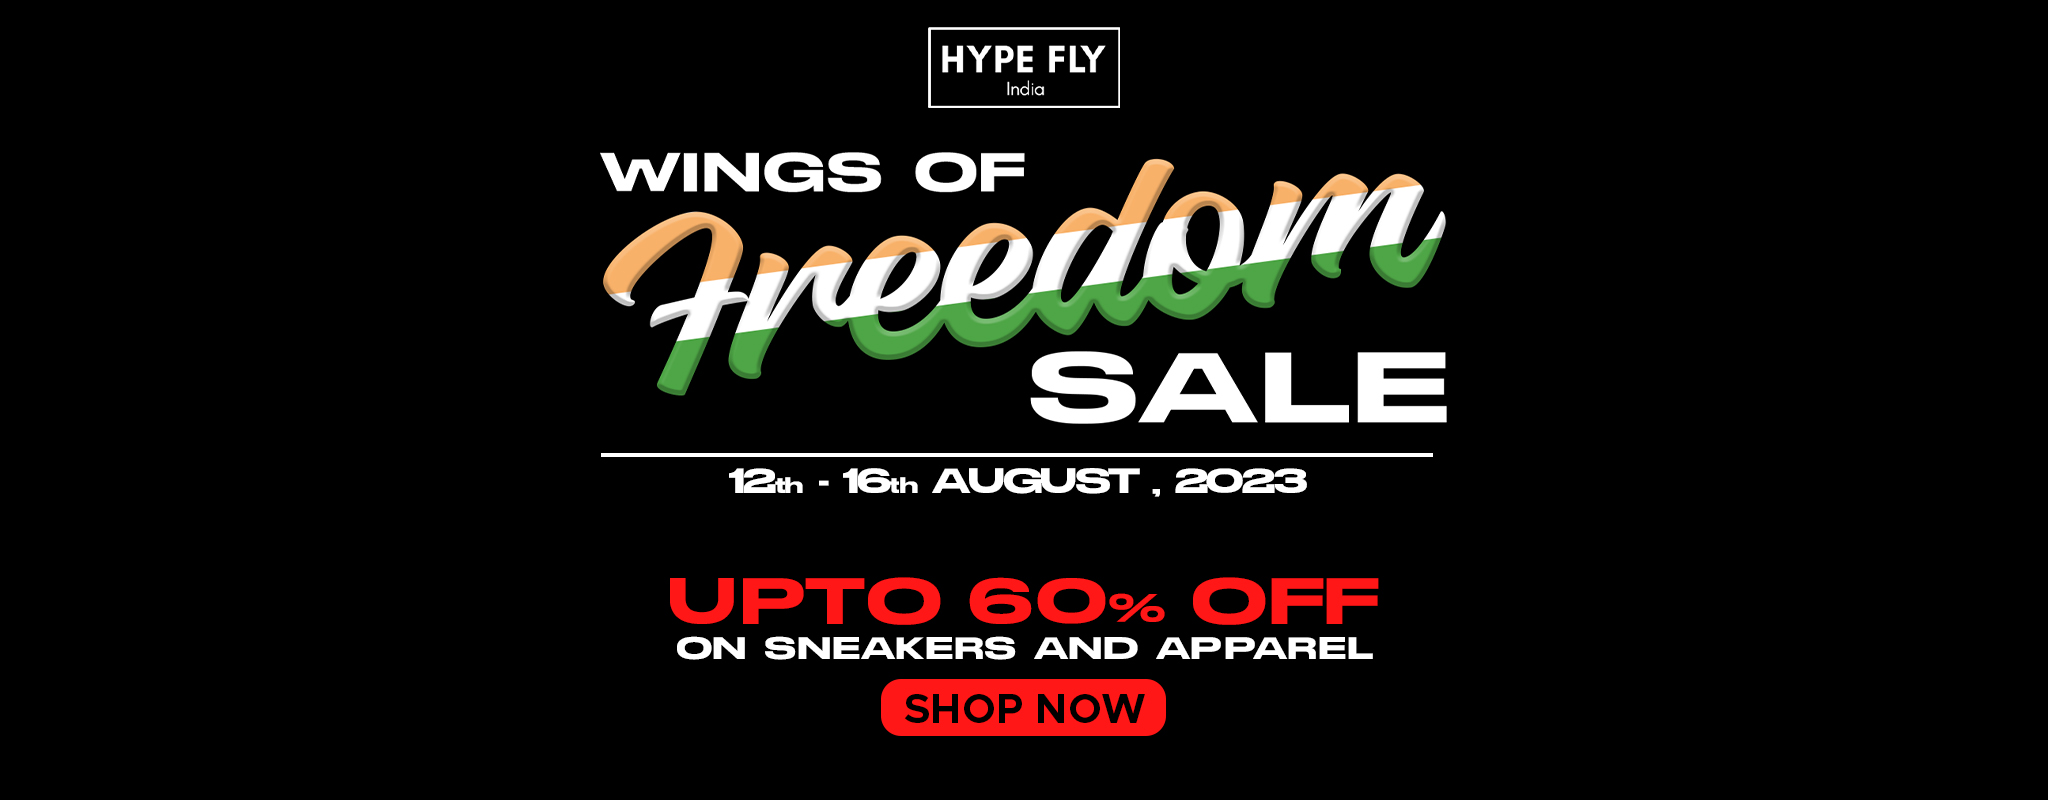 HYPE FLY
India
WINGS OF
Freedom
SALE
12th - 16th AUGUST , 2023
UPTO 60% OFF
ON SNEAKERS AND APPAREL
SHOP NOW